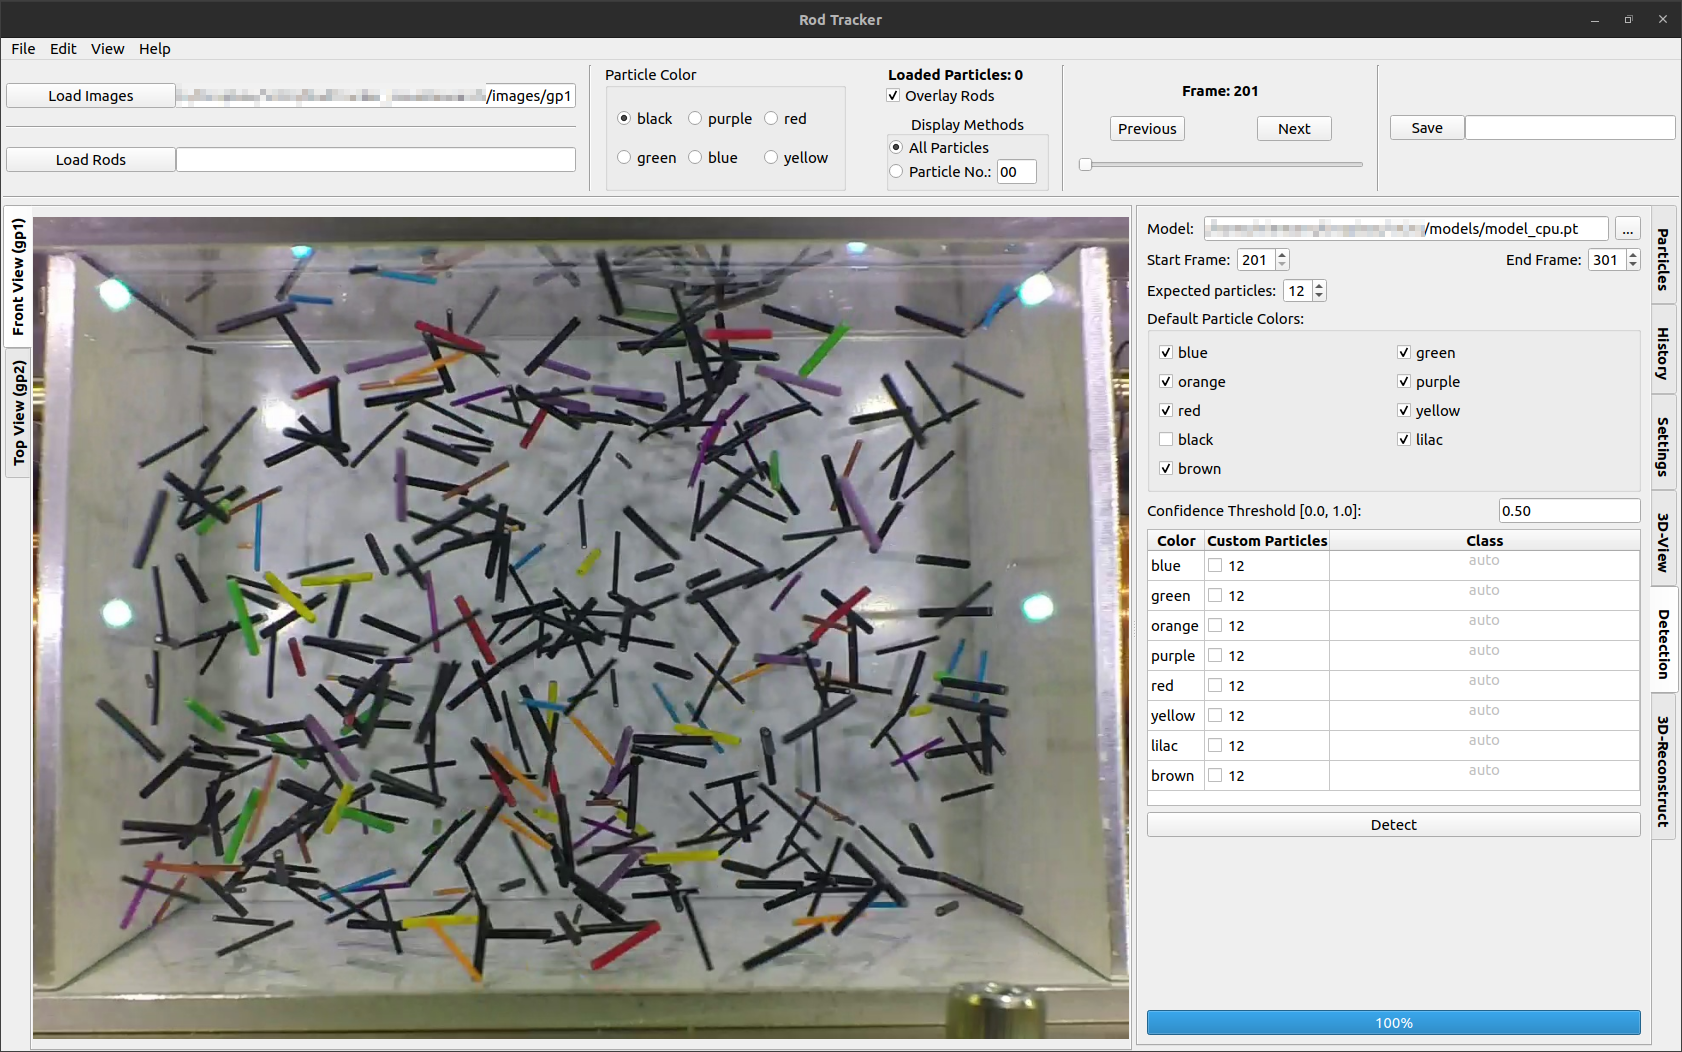 Rod Tracker
File Edit View Help
Load Images /images/gp1
Load Rods
Particle Color
black purple red
green blue yellow
Loaded Particles: 0
Overlay Rods
Display Methods
All Particles
Particle No.: 00
Frame: 201
Previous Next
Save
Front View (gp1)
Top View (gp2)
Model: /models/model_cpu.pt ...
Start Frame: 201 End Frame: 301
Expected particles: 12
Default Particle Colors:
blue green
orange purple
red yellow
black lilac
brown
Confidence Threshold [0.0, 1.0]: 0.50
Color Custom Particles Class
blue 12 auto
green 12 auto
orange 12 auto
purple 12 auto
red 12 auto
yellow 12 auto
lilac 12 auto
brown 12 auto
Detect
100%
Particles
History
Settings
3D-View
Detection
3D-Reconstruct